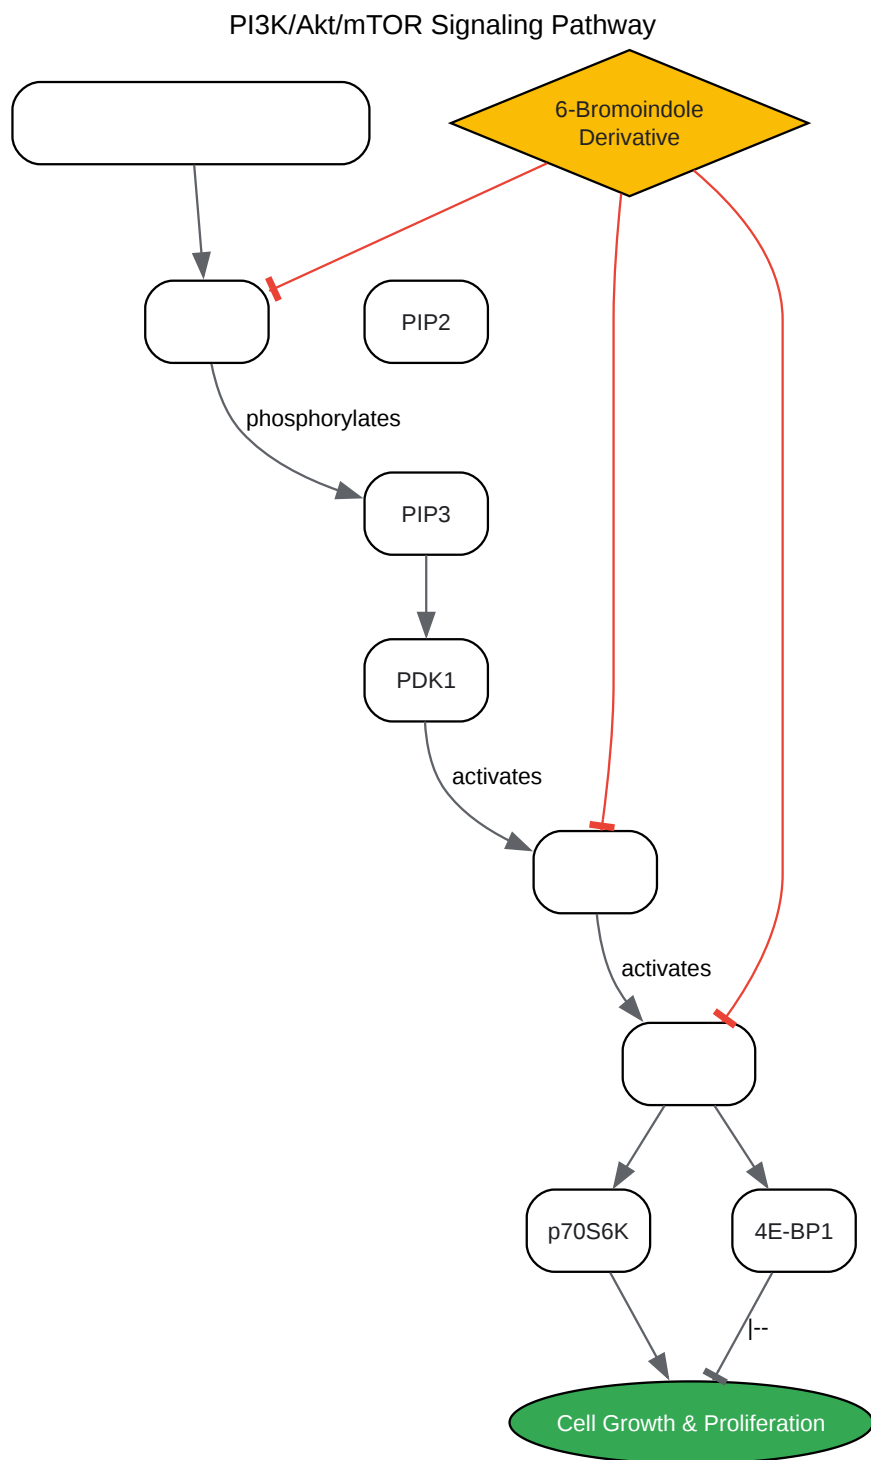 PI3K/Akt/mTOR Signaling Pathway
6-Bromoindole
Derivative
PIP2
phosphorylates
PIP3
PDK1
activates
activates
p70S6K
4E-BP1
|--
Cell Growth & Proliferation